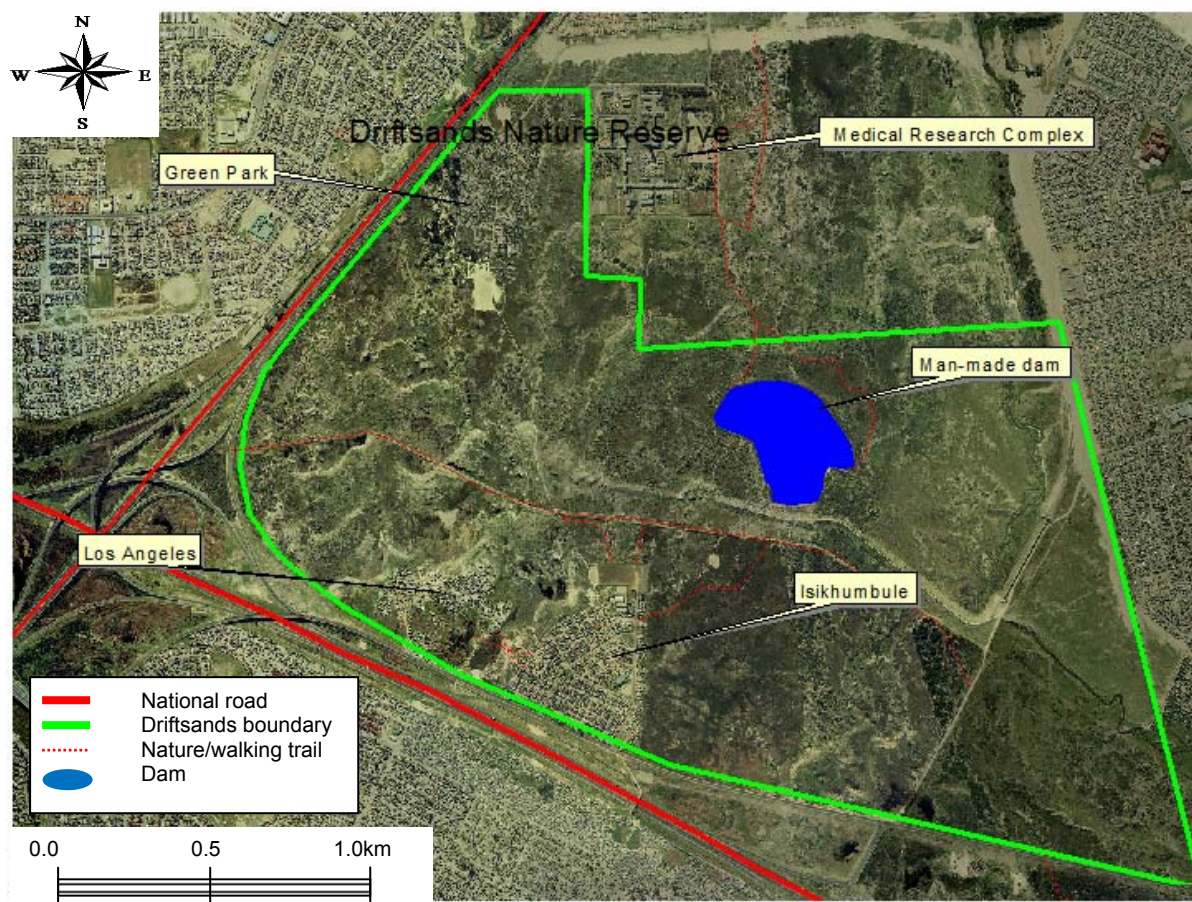 N
W E
S
Driftsands Nature Reserve
Medical Research Complex
Green Park
Man-made dam
Los Angeles
Isikhumbule
National road
Driftsands boundary
Nature/walking trail
Dam
0.0 0.5 1.0km